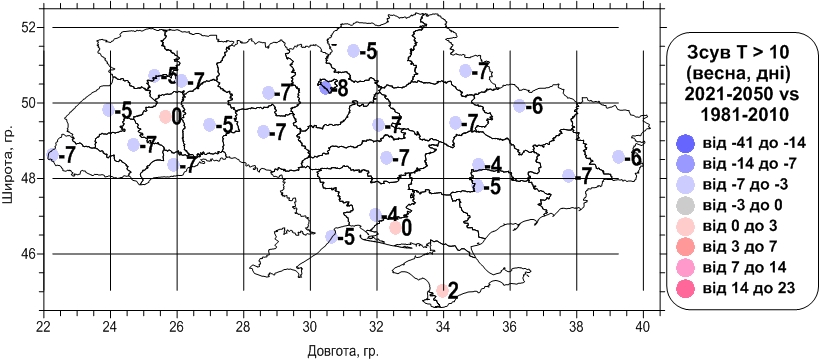 52
50
48
46
Широта, гр.
-5
-5
-7
-7
-7
-8
-6
-5
0
-5
-7
-7
-7
-7
-7
-7
-7
-4
-6
-5
-7
-4
0
-5
2
22 24 26 28 30 32 34 36 38 40
Довгота, гр.
Зсув T > 10
(весна, дні)
2021-2050 vs
1981-2010
від -41 до -14
від -14 до -7
від -7 до -3
від -3 до 0
від 0 до 3
від 3 до 7
від 7 до 14
від 14 до 23